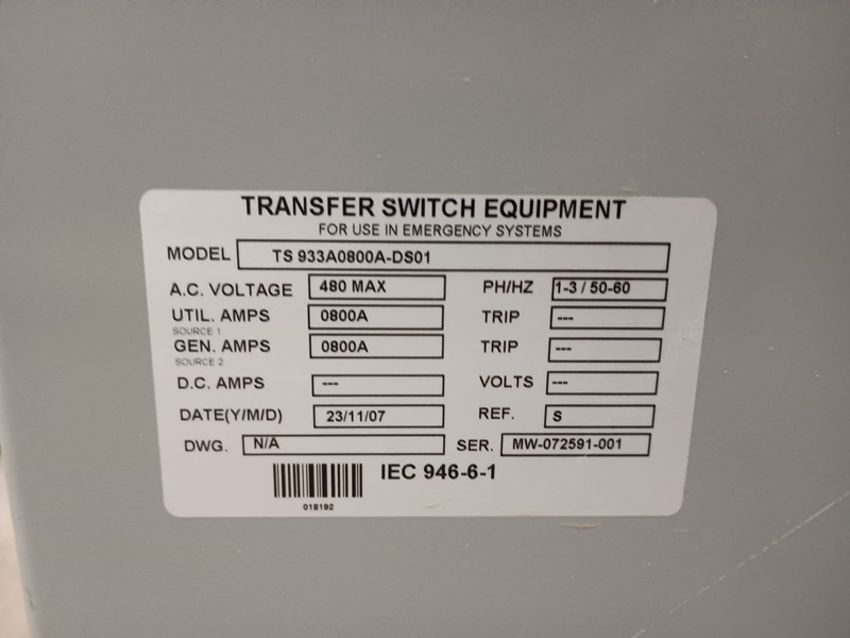 TRANSFER SWITCH EQUIPMENT
FOR USE IN EMERGENCY SYSTEMS
MODEL TS 933A0800A-DS01
A.C. VOLTAGE 480 MAX PH/HZ 1-3 / 50-60
UTIL. AMPS 0800A TRIP ---
SOURCE 1
GEN. AMPS 0800A TRIP ---
SOURCE 2
D.C. AMPS --- VOLTS ---
DATE(Y/M/D) 23/11/07 REF. S
DWG. N/A SER. MW-072591-001
IEC 946-6-1
018192